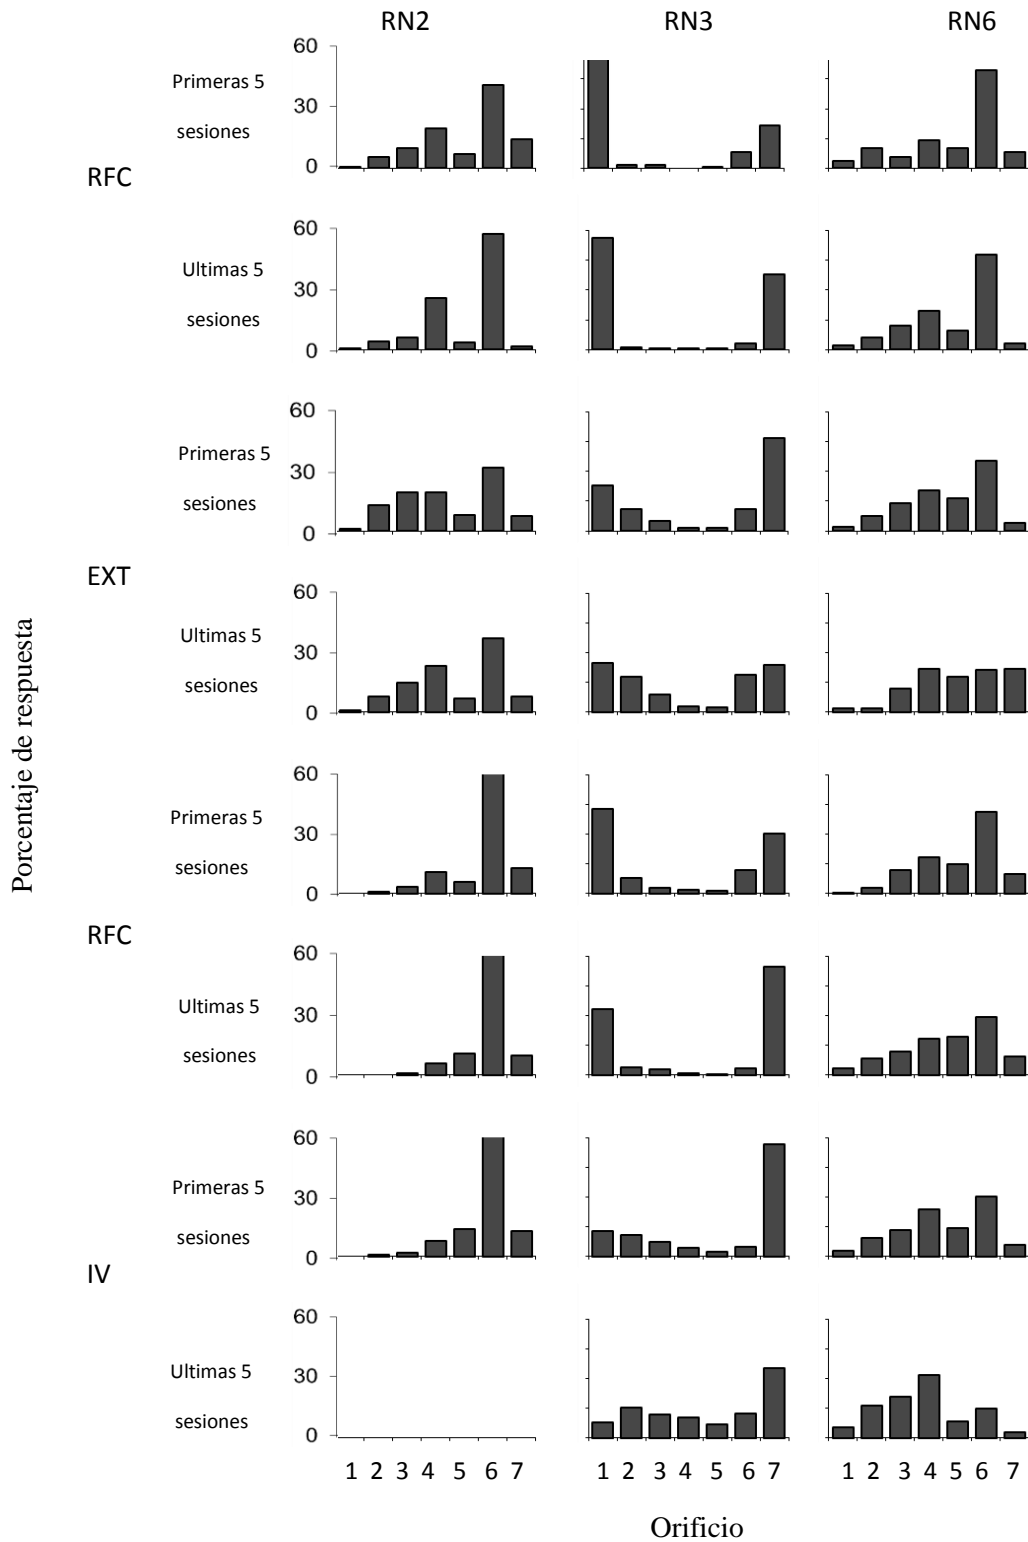 RN2 RN3 RN6
60
Primeras 5
30
sesiones
0
RFC
60
Ultimas 5
30
sesiones
0
60
Primeras 5
30
sesiones
0
EXT
60
Ultimas 5
30
sesiones
0
Porcentaje de respuesta
60
Primeras 5
30
sesiones
0
RFC
60
Ultimas 5
30
sesiones
0
60
Primeras 5
30
sesiones
0
IV
60
Ultimas 5
30
sesiones
0
1 2 3 4 5 6 7 1 2 3 4 5 6 7 1 2 3 4 5 6 7
Orificio